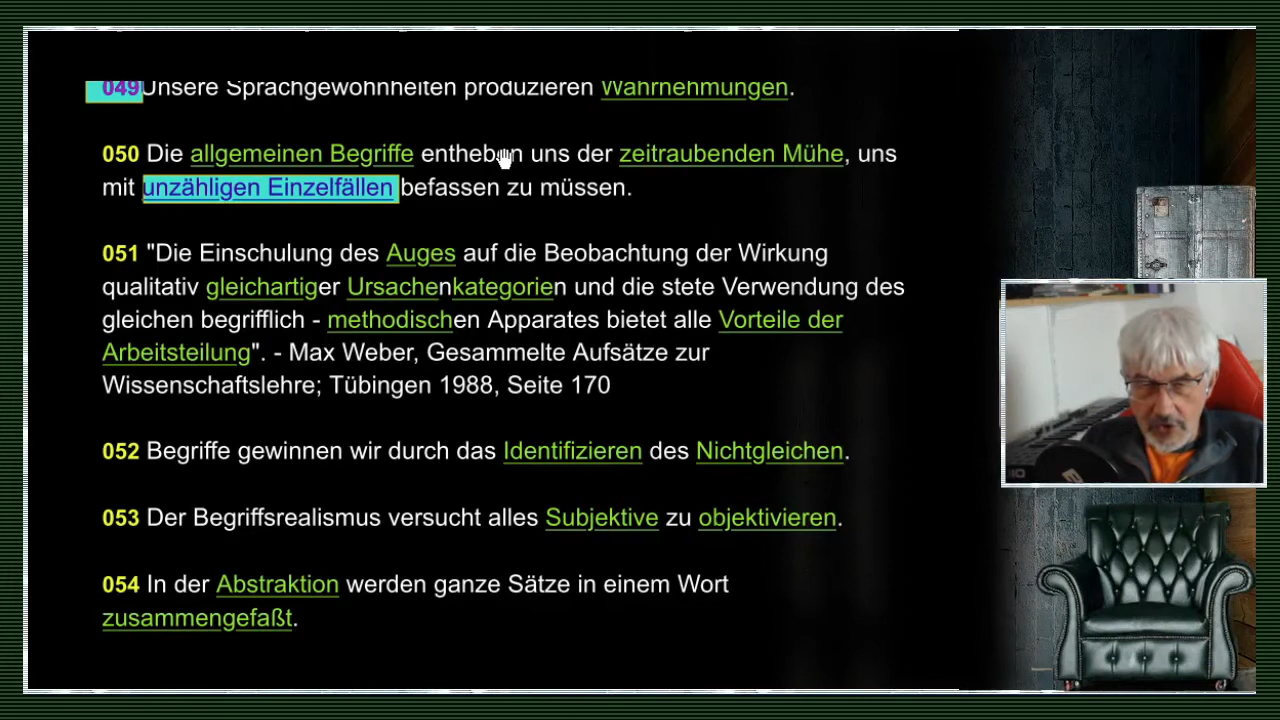 049 Unsere Sprachgewohnheiten produzieren Wahrnehmungen.
050 Die allgemeinen Begriffe entheben uns der zeitraubenden Mühe, uns
mit unzähligen Einzelfällen befassen zu müssen.
051 "Die Einschulung des Auges auf die Beobachtung der Wirkung
qualitativ gleichartiger Ursachenkategorien und die stete Verwendung des
gleichen begrifflich - methodischen Apparates bietet alle Vorteile der
Arbeitsteilung". - Max Weber, Gesammelte Aufsätze zur
Wissenschaftslehre; Tübingen 1988, Seite 170
052 Begriffe gewinnen wir durch das Identifizieren des Nichtgleichen.
053 Der Begriffsrealismus versucht alles Subjektive zu objektivieren.
054 In der Abstraktion werden ganze Sätze in einem Wort
zusammengefaßt.